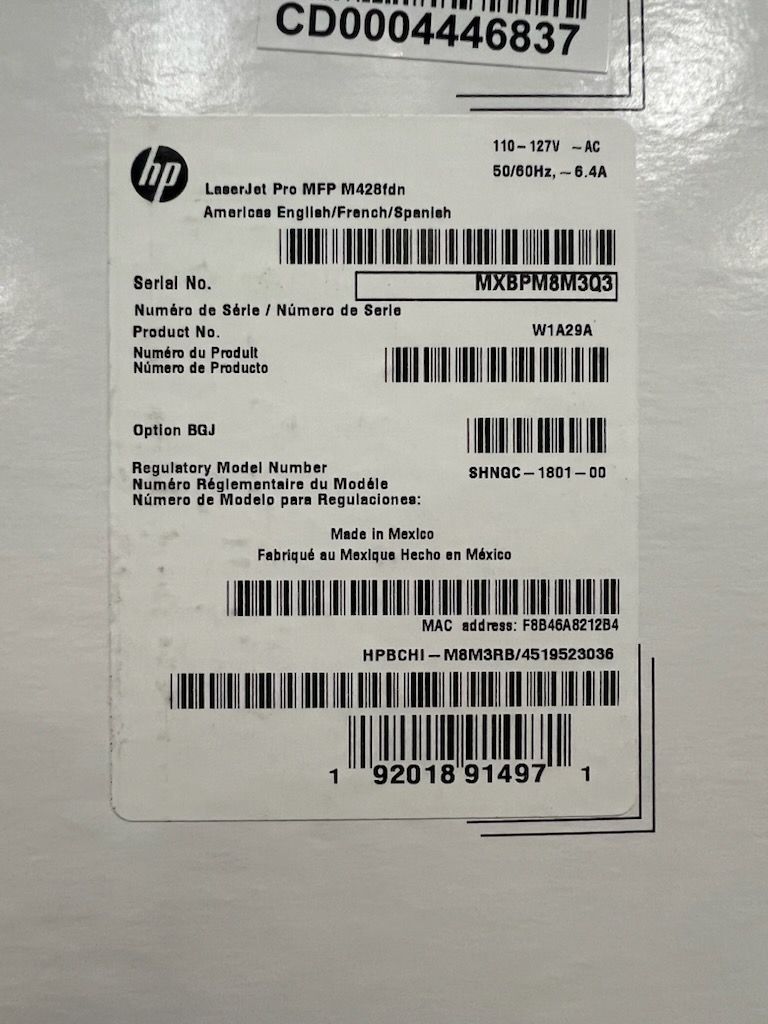 CD0004446837
hp
110-127V ~AC
50/60Hz, ~6.4A
LaserJet Pro MFP M428fdn
Americas English/French/Spanish
Serial No. MXBPM8M3Q3
Numéro de Série / Número de Serie
Product No. W1A29A
Numéro du Produit
Número de Producto
Option BGJ
Regulatory Model Number SHNGC-1801-00
Numéro Réglementaire du Modéle
Número de Modelo para Regulaciones:
Made in Mexico
Fabriqué au Mexique Hecho en México
MAC address: F8B46A8212B4
HPBCHI-M8M3RB/4519523036
1 92018 91497 1